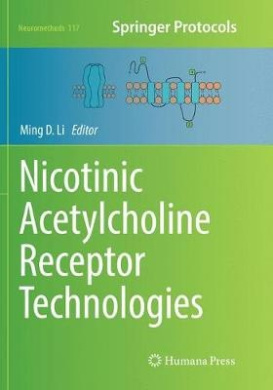 Neuromethods 117
Springer Protocols
Ming D. Li Editor
Nicotinic
Acetylcholine
Receptor
Technologies
Humana Press